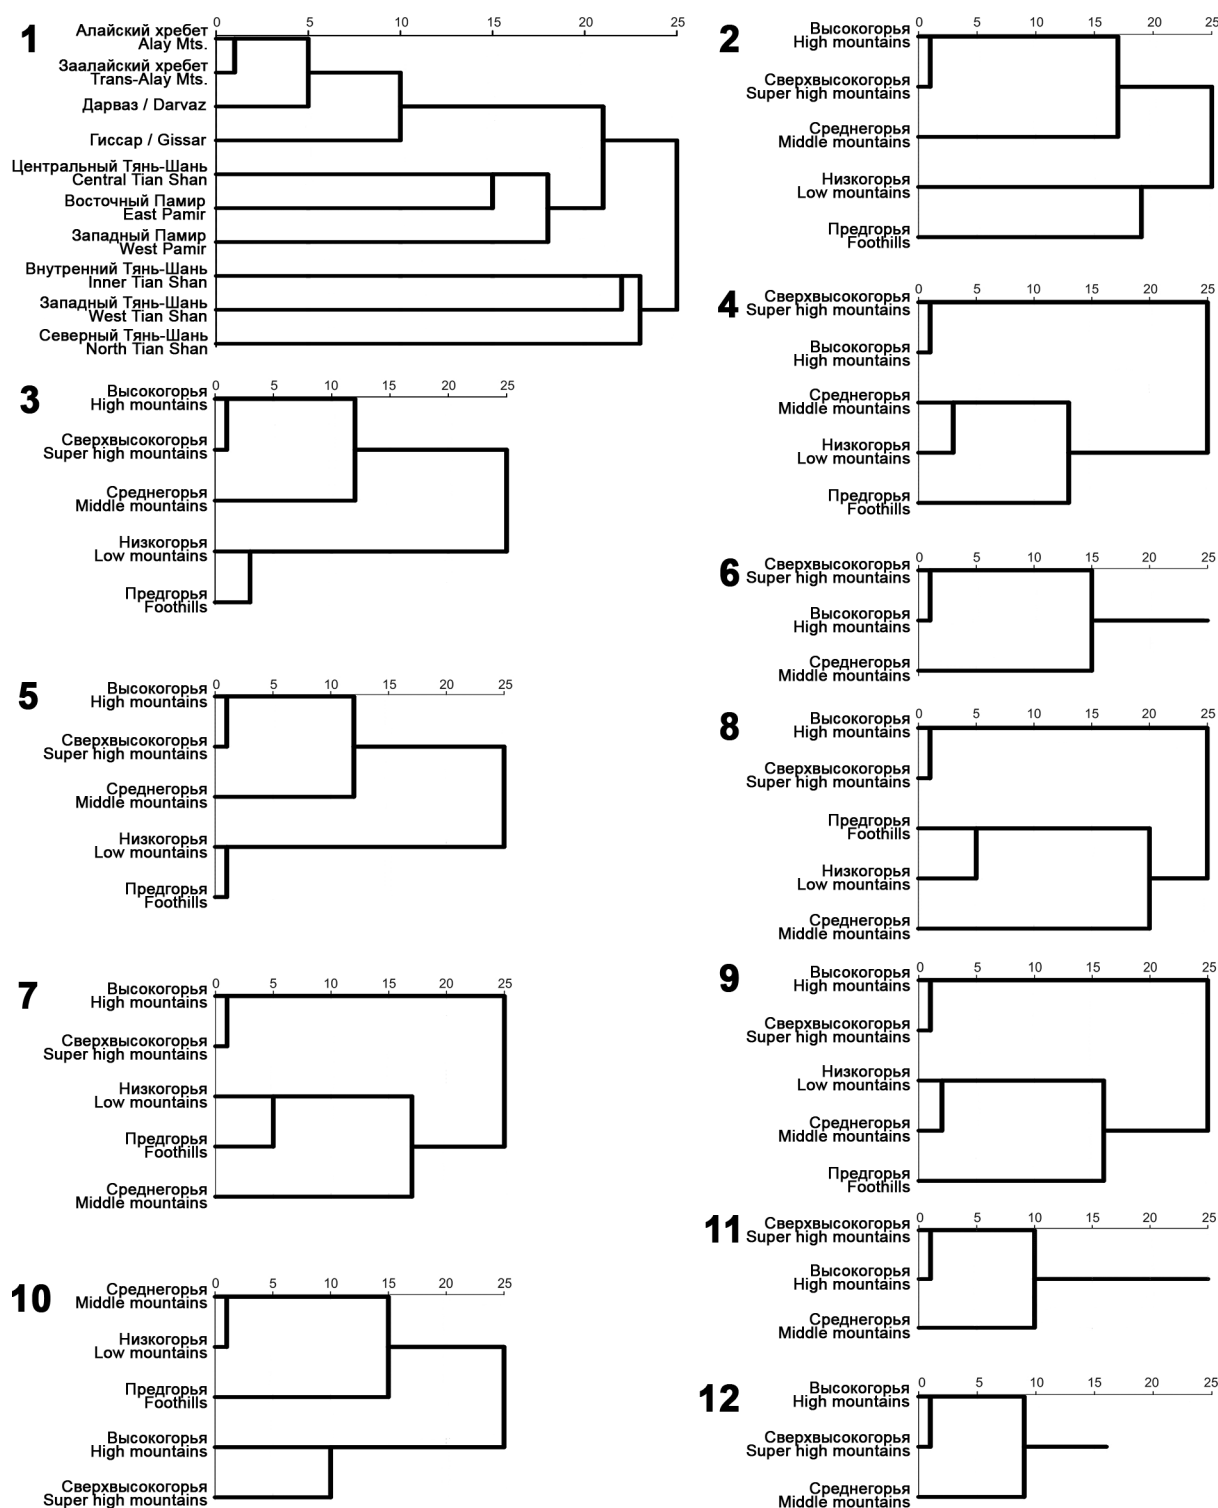 1
0 5 10 15 20 25
Алайский хребет
Alay Mts.
Заалайский хребет
Trans-Alay Mts.
Дарваз / Darvaz
Гиссар / Gissar
Центральный Тянь-Шань
Central Tian Shan
Восточный Памир
East Pamir
Западный Памир
West Pamir
Внутренний Тянь-Шань
Inner Tian Shan
Западный Тянь-Шань
West Tian Shan
Северный Тянь-Шань
North Tian Shan
2
0 5 10 15 20 25
Высокогорья
High mountains
Сверхвысокогорья
Super high mountains
Среднегорья
Middle mountains
Низкогорья
Low mountains
Предгорья
Foothills
3
0 5 10 15 20 25
Высокогорья
High mountains
Сверхвысокогорья
Super high mountains
Среднегорья
Middle mountains
Низкогорья
Low mountains
Предгорья
Foothills
4
0 5 10 15 20 25
Сверхвысокогорья
Super high mountains
Высокогорья
High mountains
Среднегорья
Middle mountains
Низкогорья
Low mountains
Предгорья
Foothills
5
0 5 10 15 20 25
Высокогорья
High mountains
Сверхвысокогорья
Super high mountains
Среднегорья
Middle mountains
Низкогорья
Low mountains
Предгорья
Foothills
6
0 5 10 15 20 25
Сверхвысокогорья
Super high mountains
Высокогорья
High mountains
Среднегорья
Middle mountains
7
0 5 10 15 20 25
Высокогорья
High mountains
Сверхвысокогорья
Super high mountains
Низкогорья
Low mountains
Предгорья
Foothills
Среднегорья
Middle mountains
8
0 5 10 15 20 25
Высокогорья
High mountains
Сверхвысокогорья
Super high mountains
Предгорья
Foothills
Низкогорья
Low mountains
Среднегорья
Middle mountains
9
0 5 10 15 20 25
Высокогорья
High mountains
Сверхвысокогорья
Super high mountains
Низкогорья
Low mountains
Среднегорья
Middle mountains
Предгорья
Foothills
10
0 5 10 15 20 25
Среднегорья
Middle mountains
Низкогорья
Low mountains
Предгорья
Foothills
Высокогорья
High mountains
Сверхвысокогорья
Super high mountains
11
0 5 10 15 20 25
Сверхвысокогорья
Super high mountains
Высокогорья
High mountains
Среднегорья
Middle mountains
12
0 5 10 15 20 25
Высокогорья
High mountains
Сверхвысокогорья
Super high mountains
Среднегорья
Middle mountains